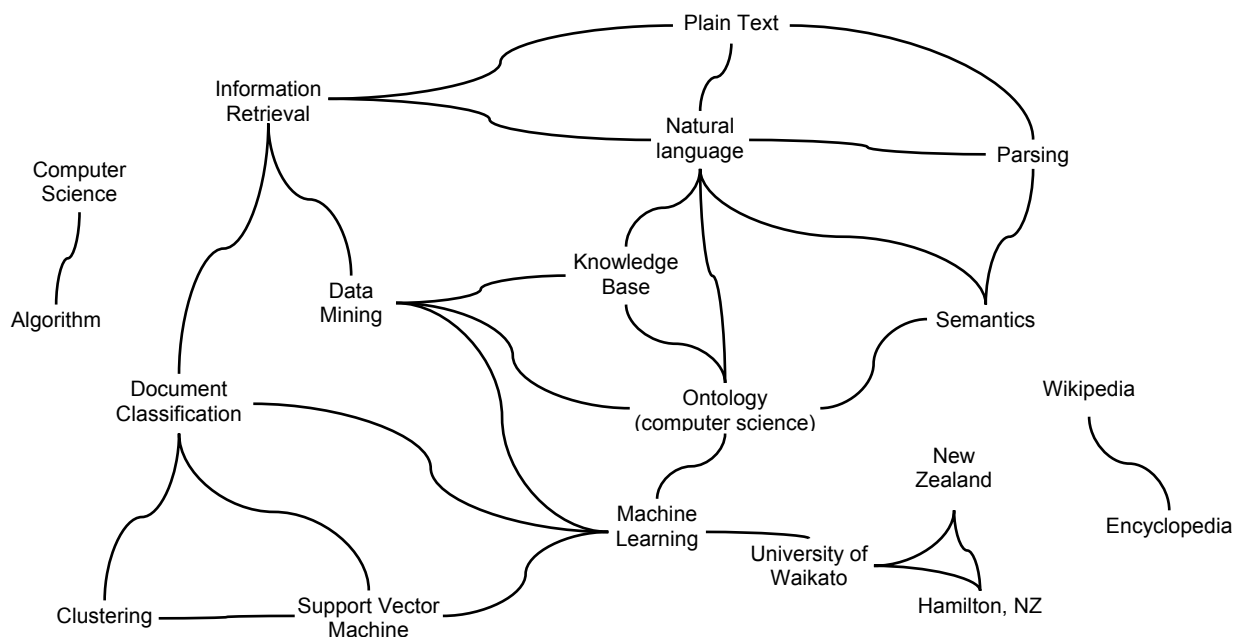 Plain Text
Information
Retrieval
Natural
language
Parsing
Computer
Science
Knowledge
Base
Data
Mining
Algorithm
Semantics
Document
Classification
Ontology
(computer science)
Wikipedia
New
Zealand
Machine
Learning
Encyclopedia
University of
Waikato
Clustering
Support Vector
Machine
Hamilton, NZ